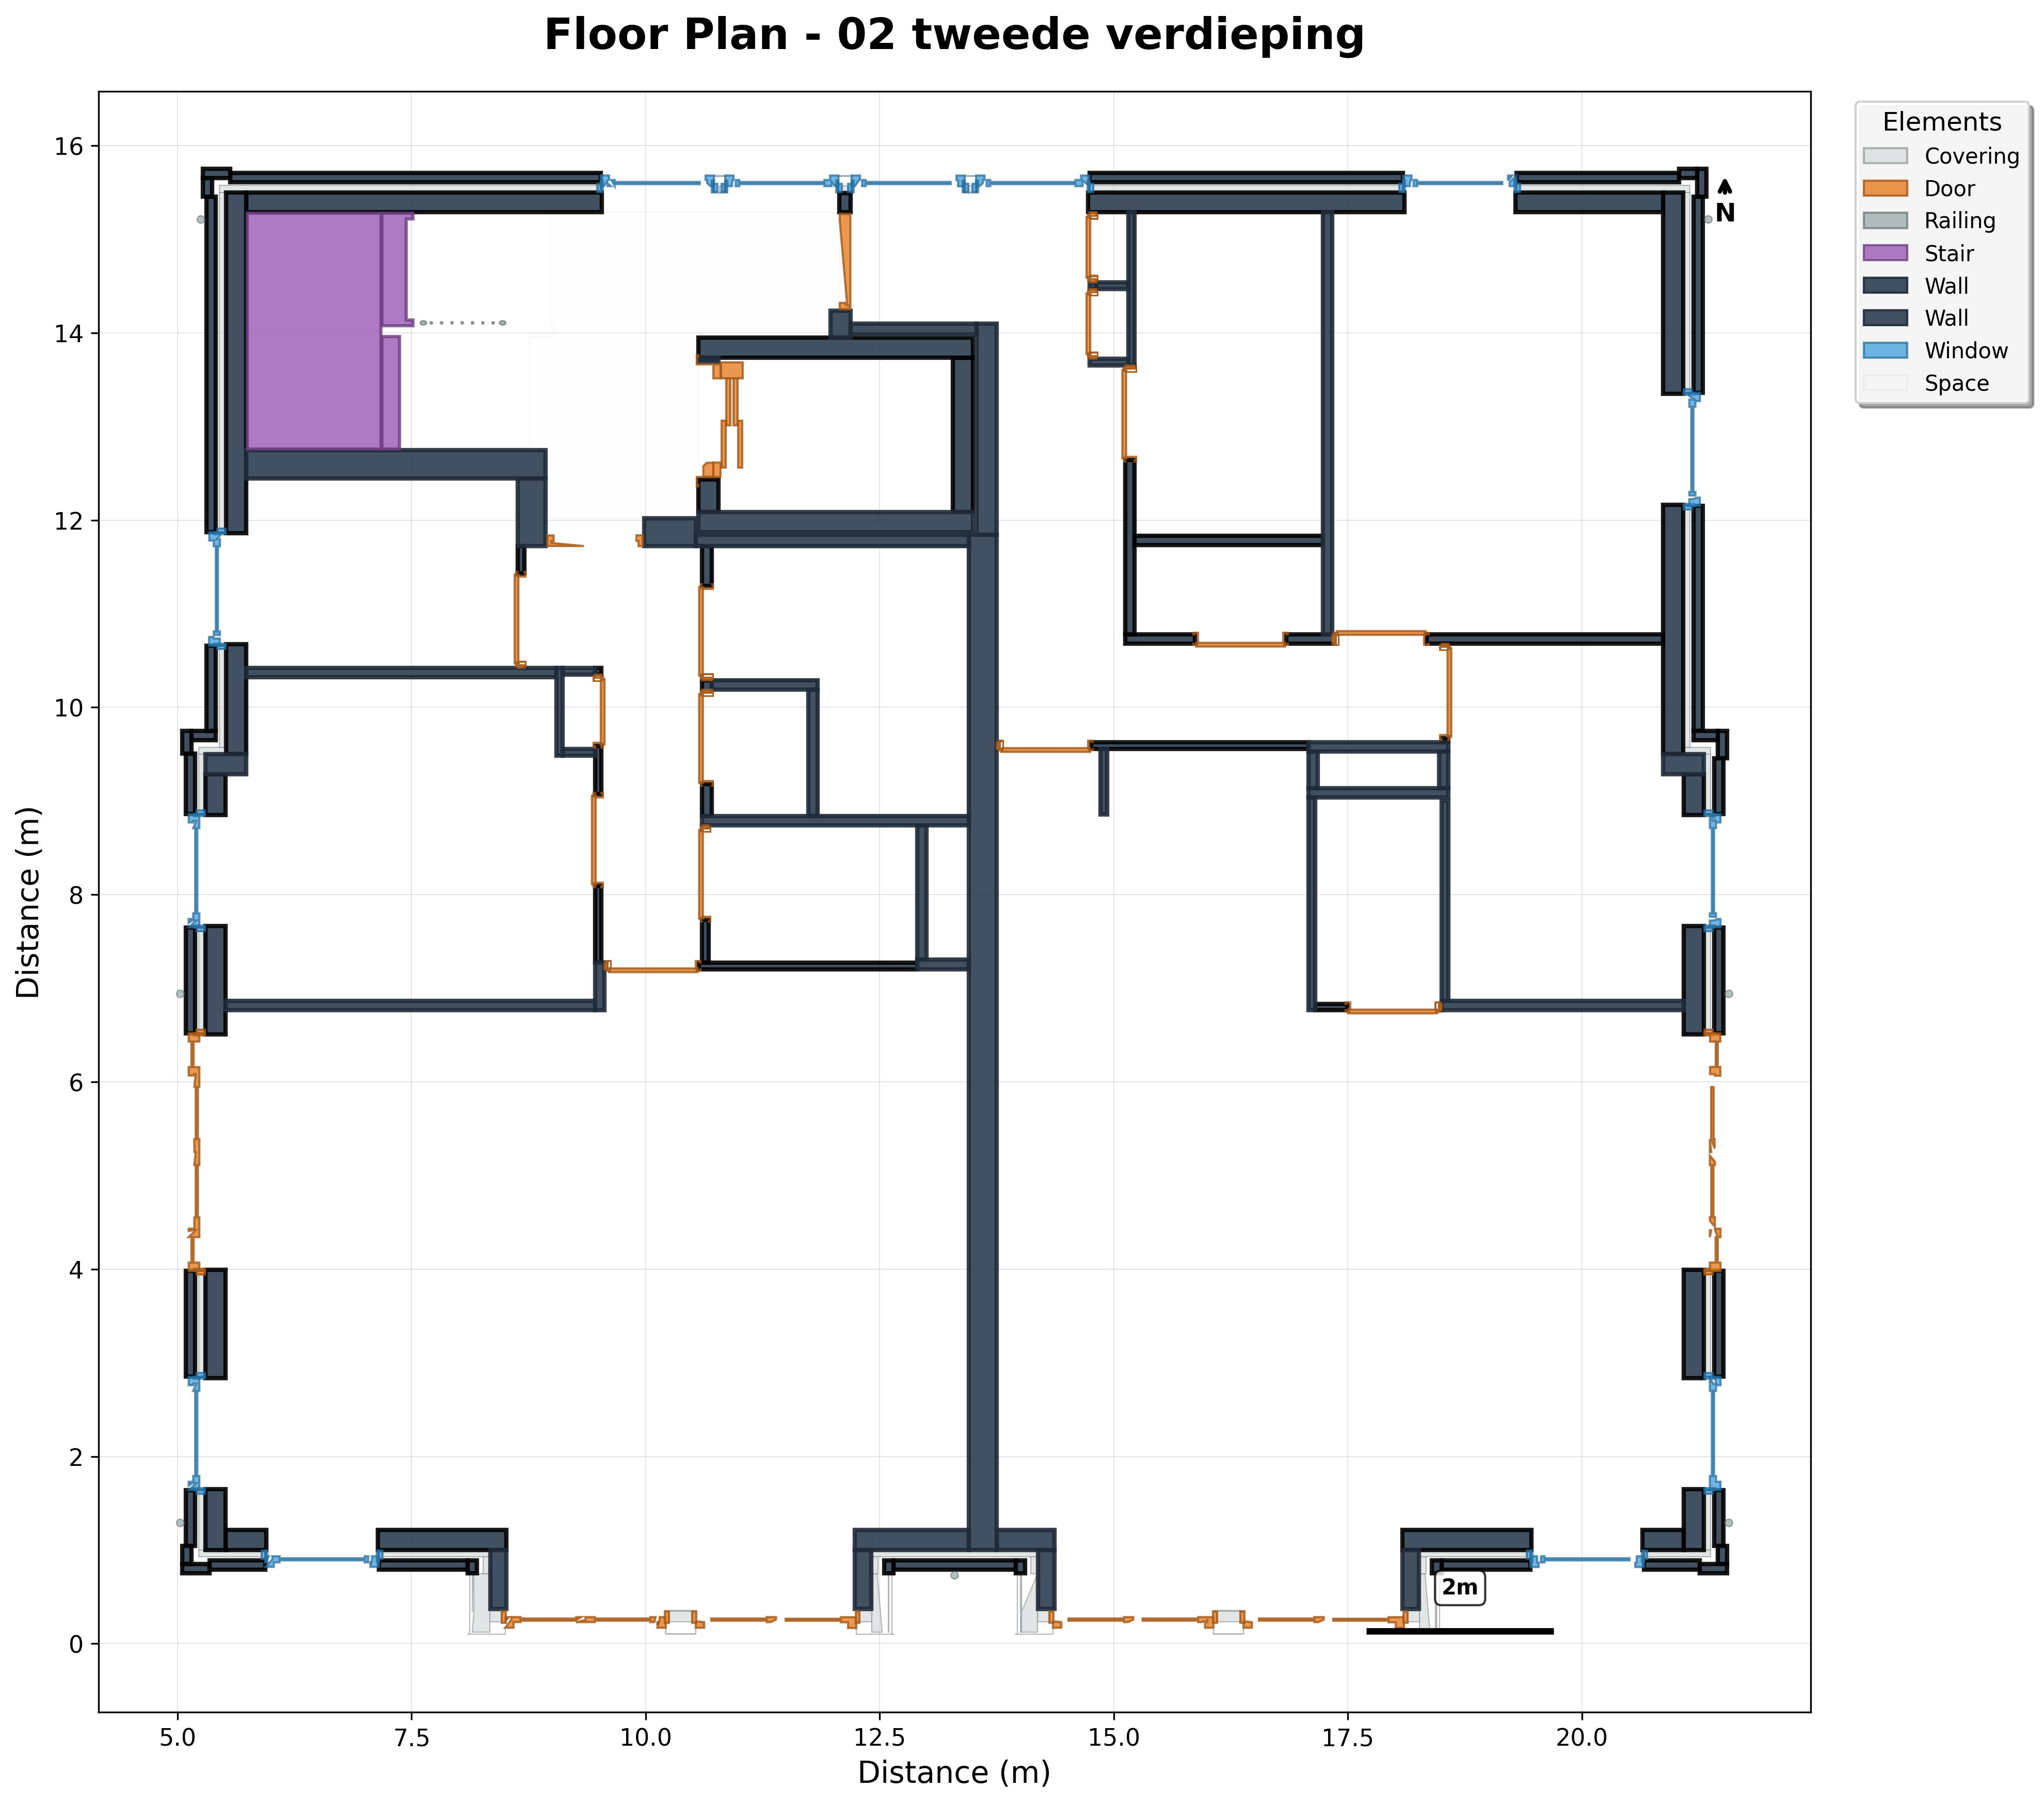 Floor Plan - 02 tweede verdieping
Elements
Covering
Door
Railing
Stair
Wall
Wall
Window
Space
N
16
14
12
10
8
6
4
2
0
Distance (m)
2m
5.0
7.5
10.0
12.5
15.0
17.5
20.0
Distance (m)